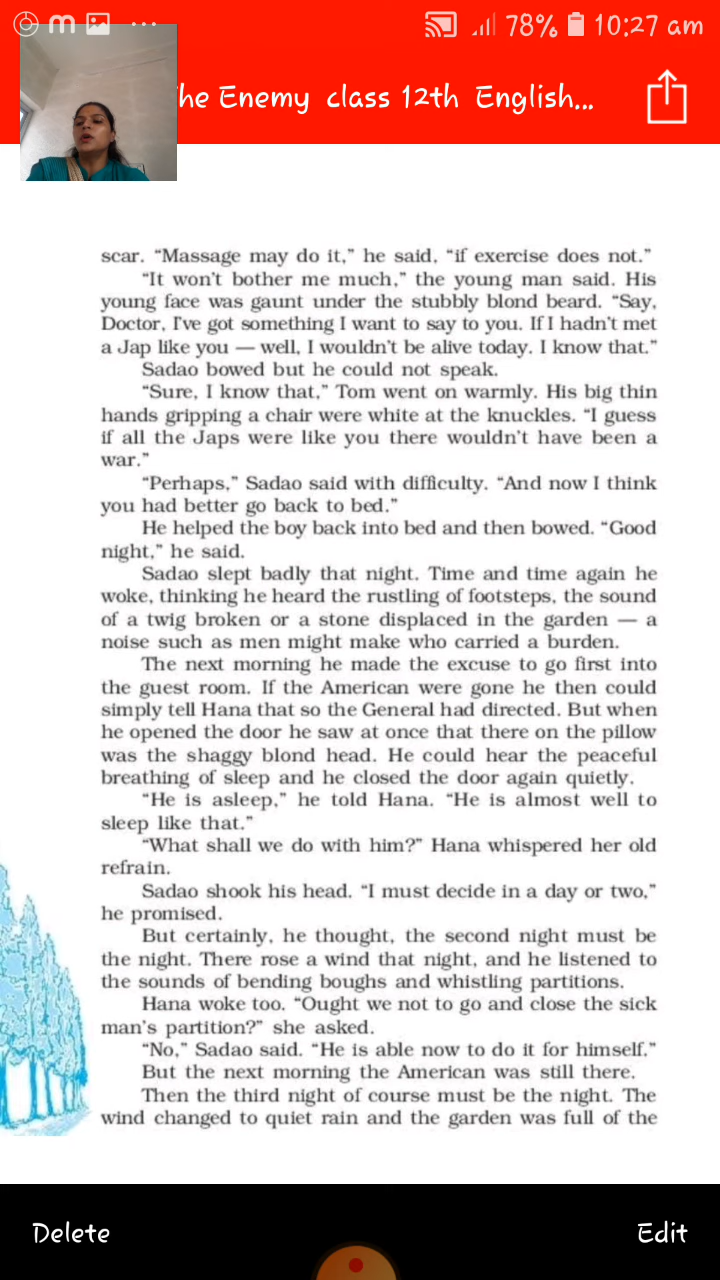 78% 10:27 am
he Enemy class 12th English...
scar. “Massage may do it,” he said, “if exercise does not.”
“It won’t bother me much,” the young man said. His
young face was gaunt under the stubbly blond beard. “Say,
Doctor, I’ve got something I want to say to you. If I hadn’t met
a Jap like you — well, I wouldn’t be alive today. I know that.”
Sadao bowed but he could not speak.
“Sure, I know that,” Tom went on warmly. His big thin
hands gripping a chair were white at the knuckles. “I guess
if all the Japs were like you there wouldn’t have been a
war.”
“Perhaps,” Sadao said with difficulty. “And now I think
you had better go back to bed.”
He helped the boy back into bed and then bowed. “Good
night,” he said.
Sadao slept badly that night. Time and time again he
woke, thinking he heard the rustling of footsteps, the sound
of a twig broken or a stone displaced in the garden — a
noise such as men might make who carried a burden.
The next morning he made the excuse to go first into
the guest room. If the American were gone he then could
simply tell Hana that so the General had directed. But when
he opened the door he saw at once that there on the pillow
was the shaggy blond head. He could hear the peaceful
breathing of sleep and he closed the door again quietly.
“He is asleep,” he told Hana. “He is almost well to
sleep like that.”
“What shall we do with him?” Hana whispered her old
refrain.
Sadao shook his head. “I must decide in a day or two,”
he promised.
But certainly, he thought, the second night must be
the night. There rose a wind that night, and he listened to
the sounds of bending boughs and whistling partitions.
Hana woke too. “Ought we not to go and close the sick
man’s partition?” she asked.
“No,” Sadao said. “He is able now to do it for himself.”
But the next morning the American was still there.
Then the third night of course must be the night. The
wind changed to quiet rain and the garden was full of the
Delete
Edit